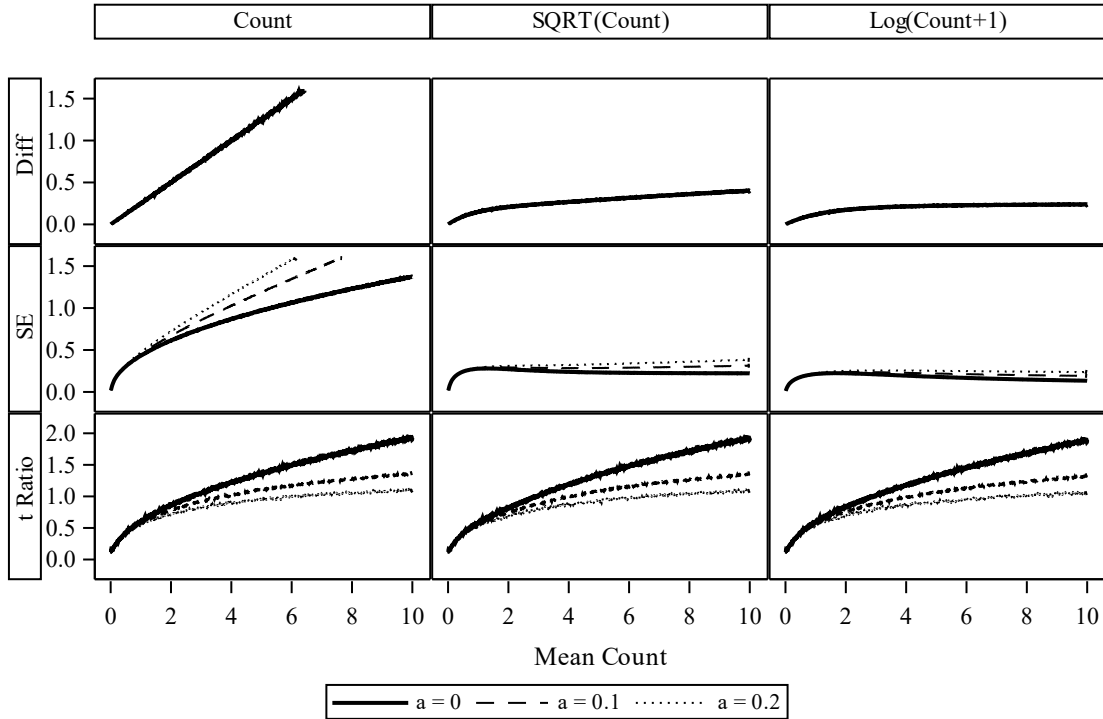 Count SQRT(Count) Log(Count+1)
Diff
1.5
1.0
0.5
0.0
SE
1.5
1.0
0.5
0.0
t Ratio
2.0
1.5
1.0
0.5
0.0
0 2 4 6 8 10 0 2 4 6 8 10 0 2 4 6 8 10
Mean Count
a = 0 a = 0.1 a = 0.2